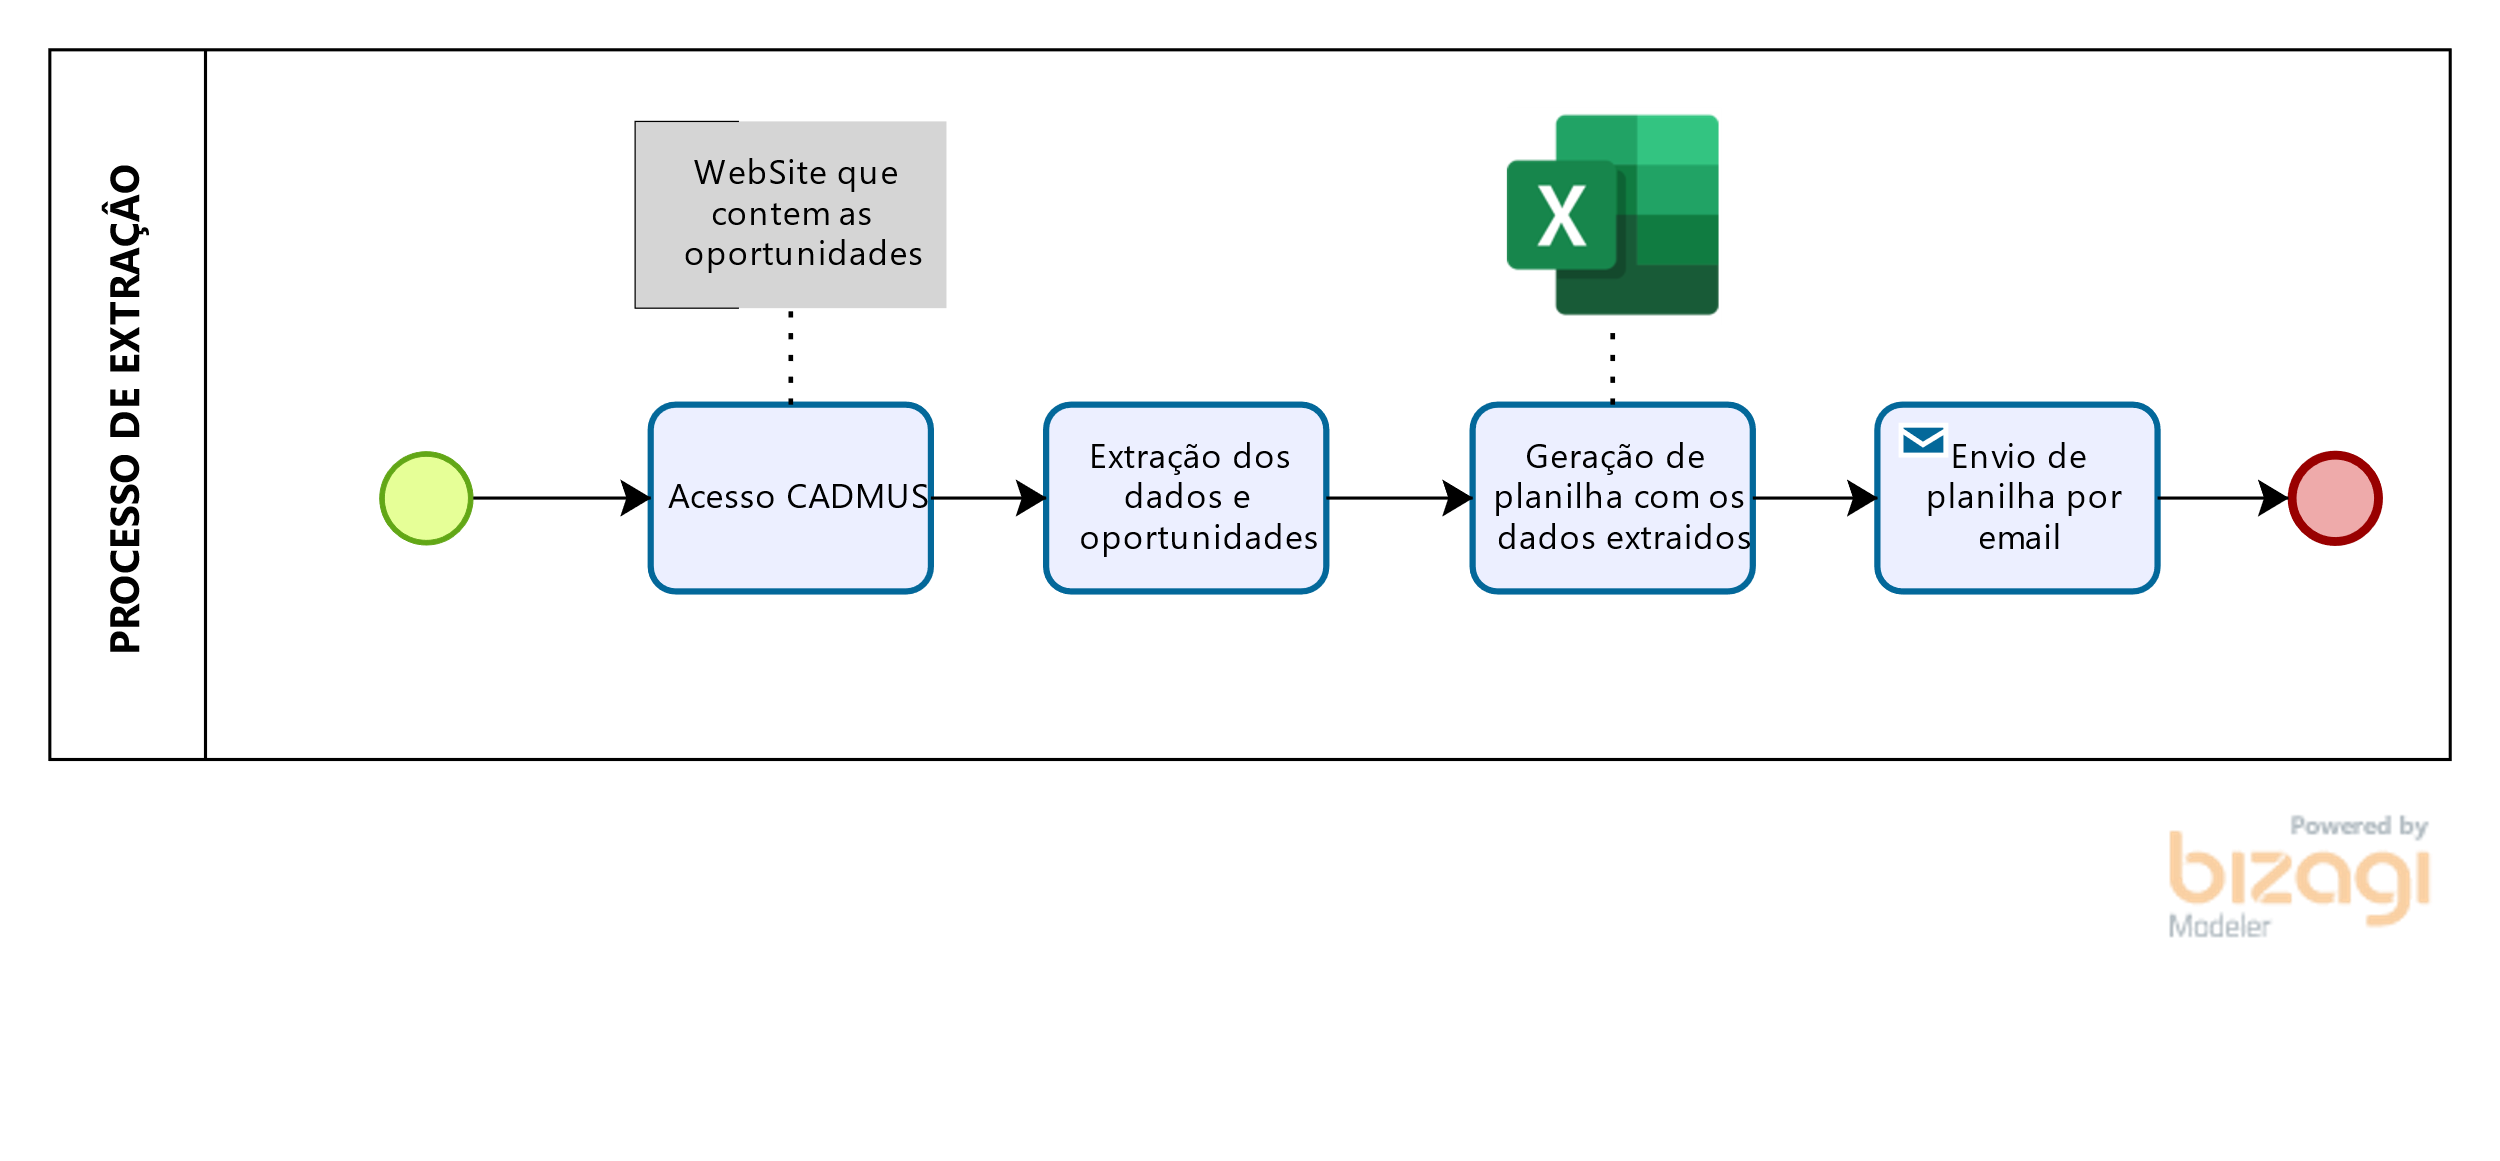 PROCESSO DE EXTRAÇÂO
WebSite que
contem as
oportunidades
X
Acesso CADMUS
Extração dos
dados e
oportunidades
Geração de
planilha com os
dados extraidos
Envio de
planilha por
email
Powered by
bizagi
Modeler